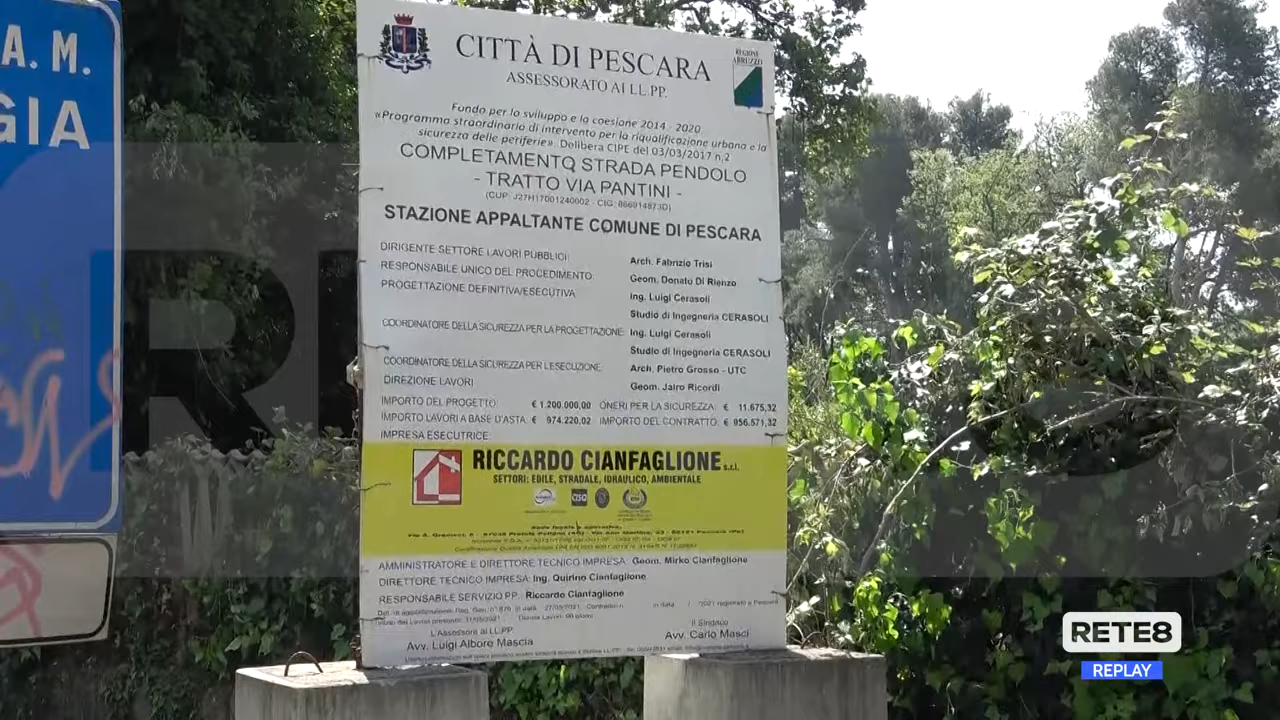 A. M.
GIA
CITTÀ DI PESCARA
ASSESSORATO AI LL.PP.
REGIONE ABRUZZO
Fondo per lo sviluppo e la coesione 2014 - 2020
«Programma straordinario di intervento per la riqualificazione urbana e la
sicurezza delle periferie». Delibera CIPE del 03/03/2017 n.2
COMPLETAMENTO STRADA PENDOLO
- TRATTO VIA PANTINI -
(CUP: J27H17001240002 - CIG: 866914873D)
STAZIONE APPALTANTE COMUNE DI PESCARA
DIRIGENTE SETTORE LAVORI PUBBLICI: Arch. Fabrizio Trisi
RESPONSABILE UNICO DEL PROCEDIMENTO: Geom. Donato Di Rienzo
PROGETTAZIONE DEFINITIVA/ESECUTIVA Ing. Luigi Cerasoli
Studio di Ingegneria CERASOLI
COORDINATORE DELLA SICUREZZA PER LA PROGETTAZIONE: Ing. Luigi Cerasoli
Studio di Ingegneria CERASOLI
COORDINATORE DELLA SICUREZZA PER L'ESECUZIONE: Arch. Pietro Grosso - UTC
DIREZIONE LAVORI Geom. Jairo Ricordi
IMPORTO DEL PROGETTO: € 1.200.000,00 ONERI PER LA SICUREZZA: € 11.675,32
IMPORTO LAVORI A BASE D'ASTA: € 974.220,02 IMPORTO DEL CONTRATTO: € 956.571,32
IMPRESA ESECUTRICE:
RICCARDO CIANFAGLIONE s.r.l.
SETTORI: EDILE, STRADALE, IDRAULICO, AMBIENTALE
CISQ
Sede legale e operativa:
AMMINISTRATORE E DIRETTORE TECNICO IMPRESA: Geom. Mirko Cianfaglione
DIRETTORE TECNICO IMPRESA: Ing. Quirino Cianfaglione
RESPONSABILE SERVIZIO PP.: Riccardo Cianfaglione
L'Assessore ai LL.PP. Il Sindaco
Avv. Luigi Albore Mascia Avv. Carlo Masci
RETE8
REPLAY